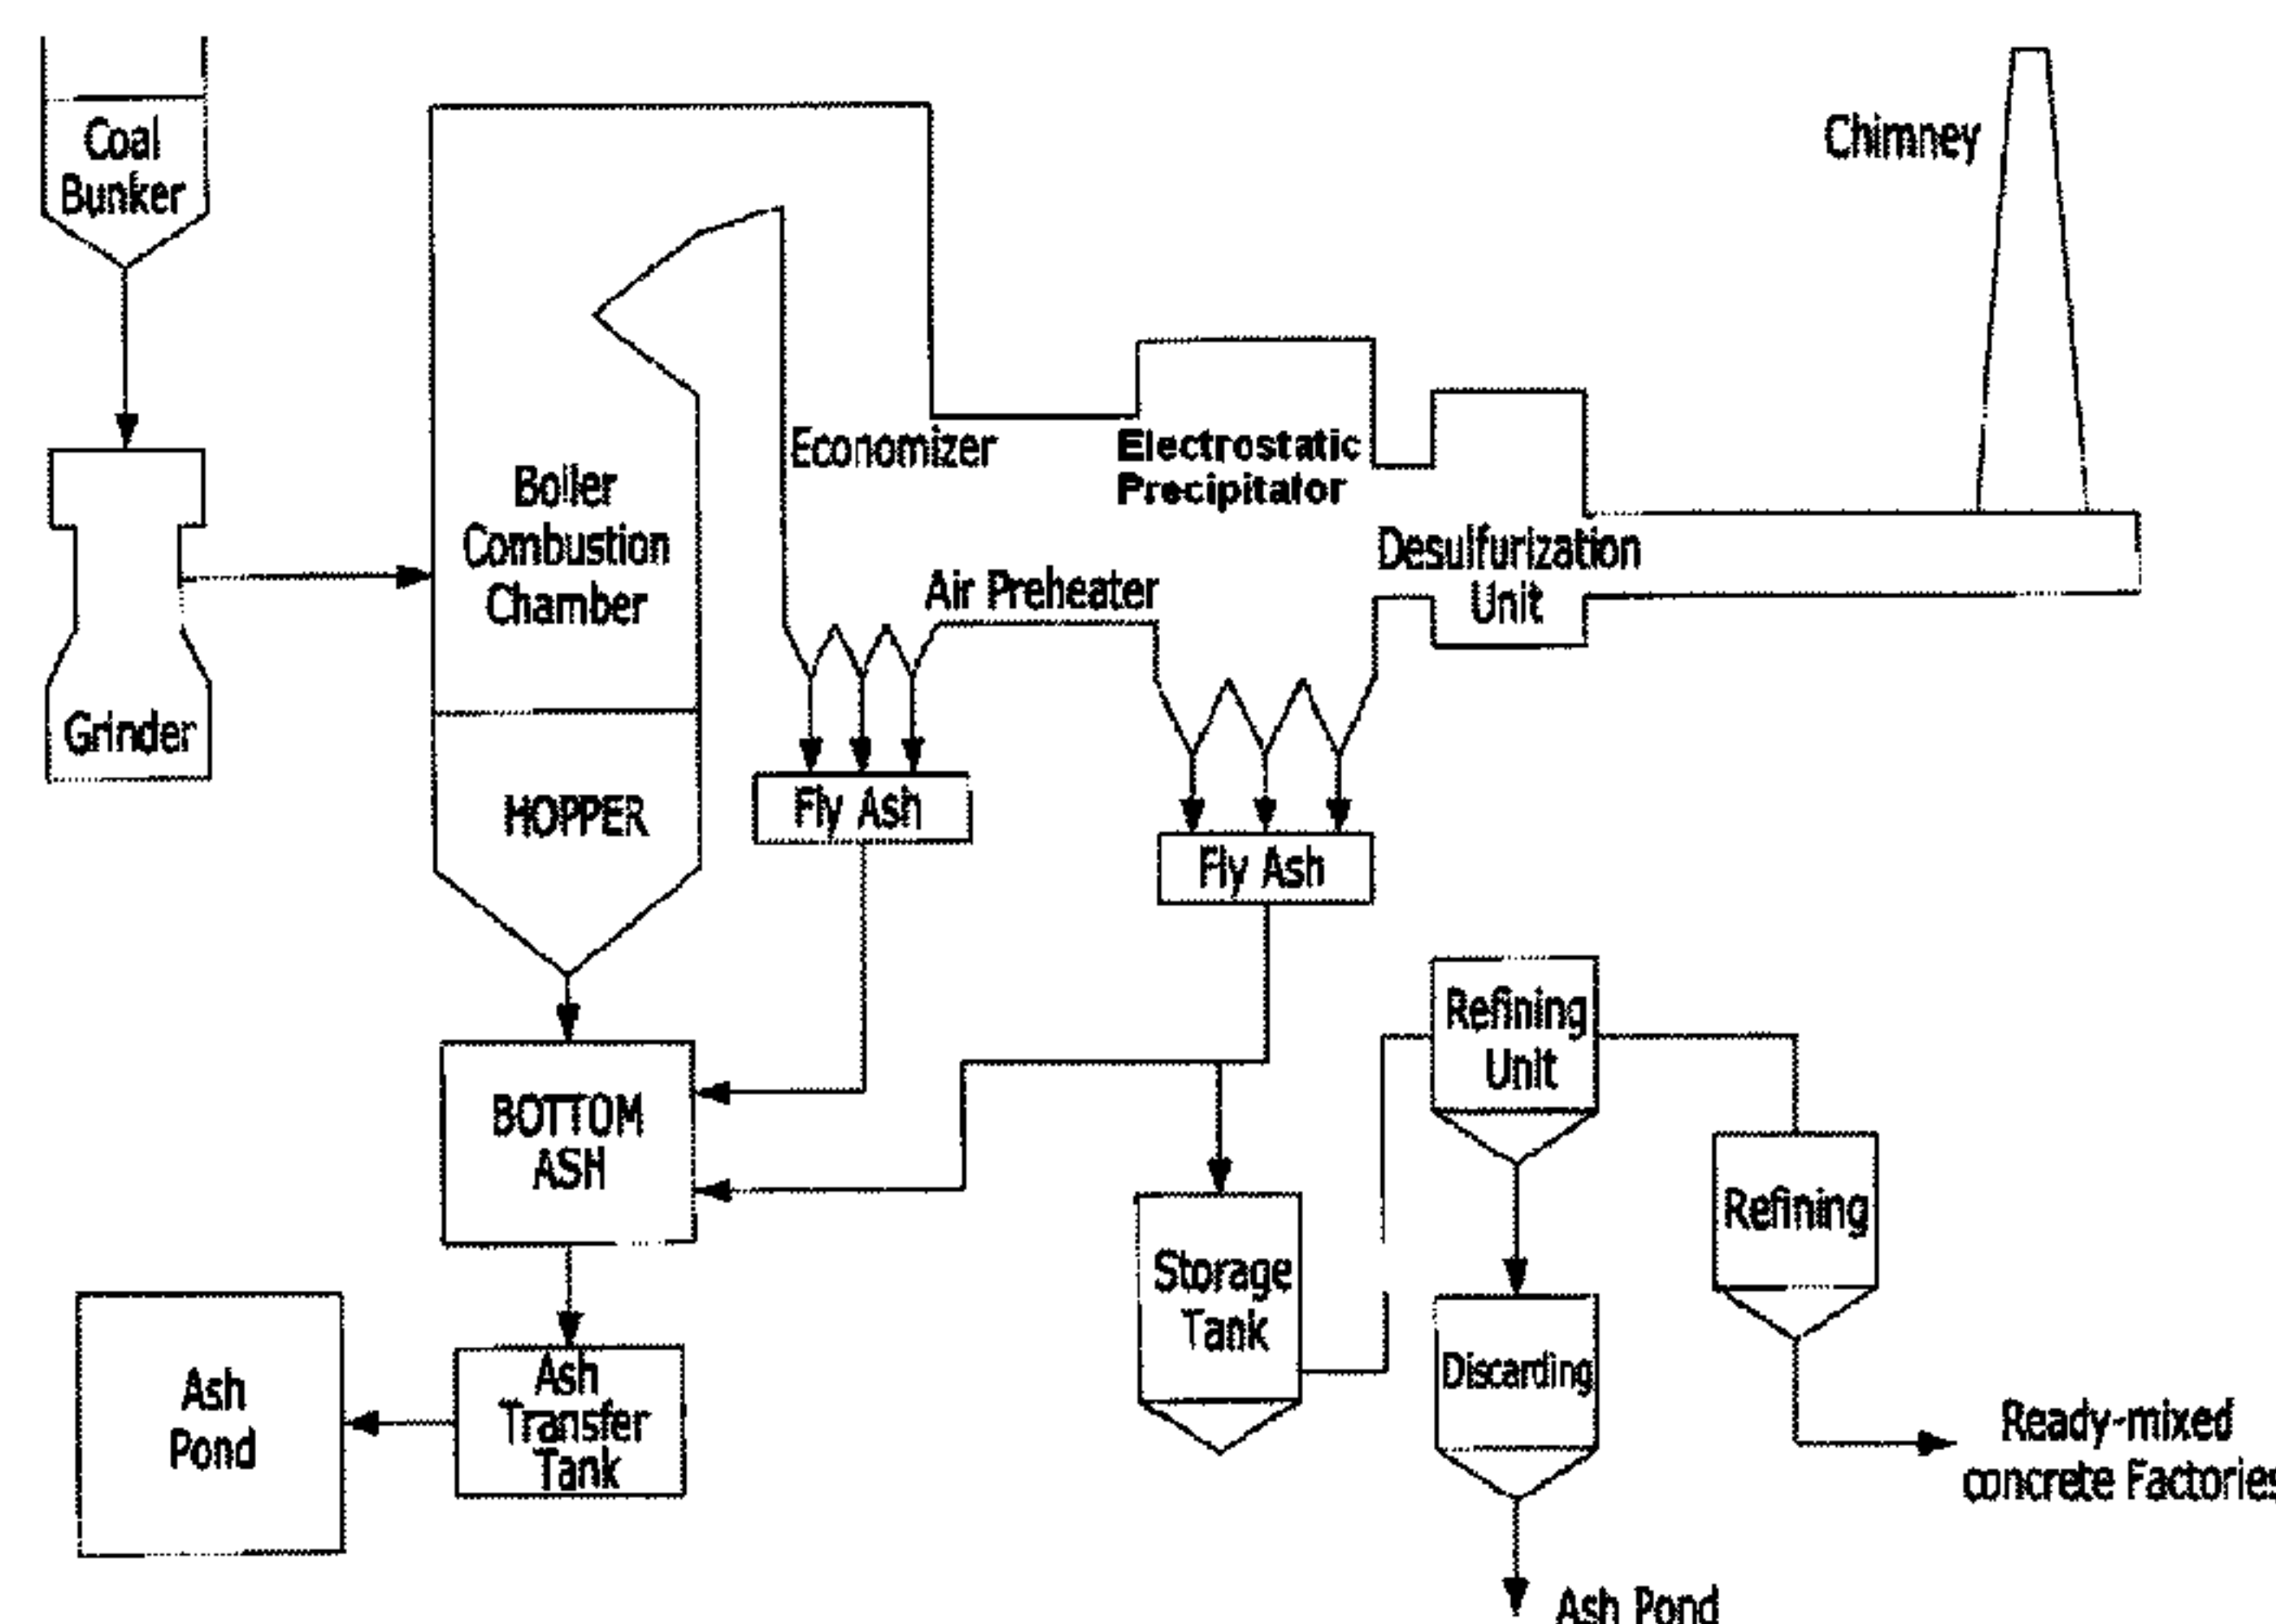 Coal
Bunker
Chimney
Economizer
Electrostatic
Precipitator
Boiler
Combustion
Chamber
Desulfurization
Unit
Air Preheater
Grinder
HOPPER
Fly Ash
Fly Ash
Refining
Unit
BOTTOM
ASH
Refining
Storage
Tank
Discarding
Ash
Transfer
Tank
Ash
Pond
Ready-mixed
concrete Factories
Ash Pond